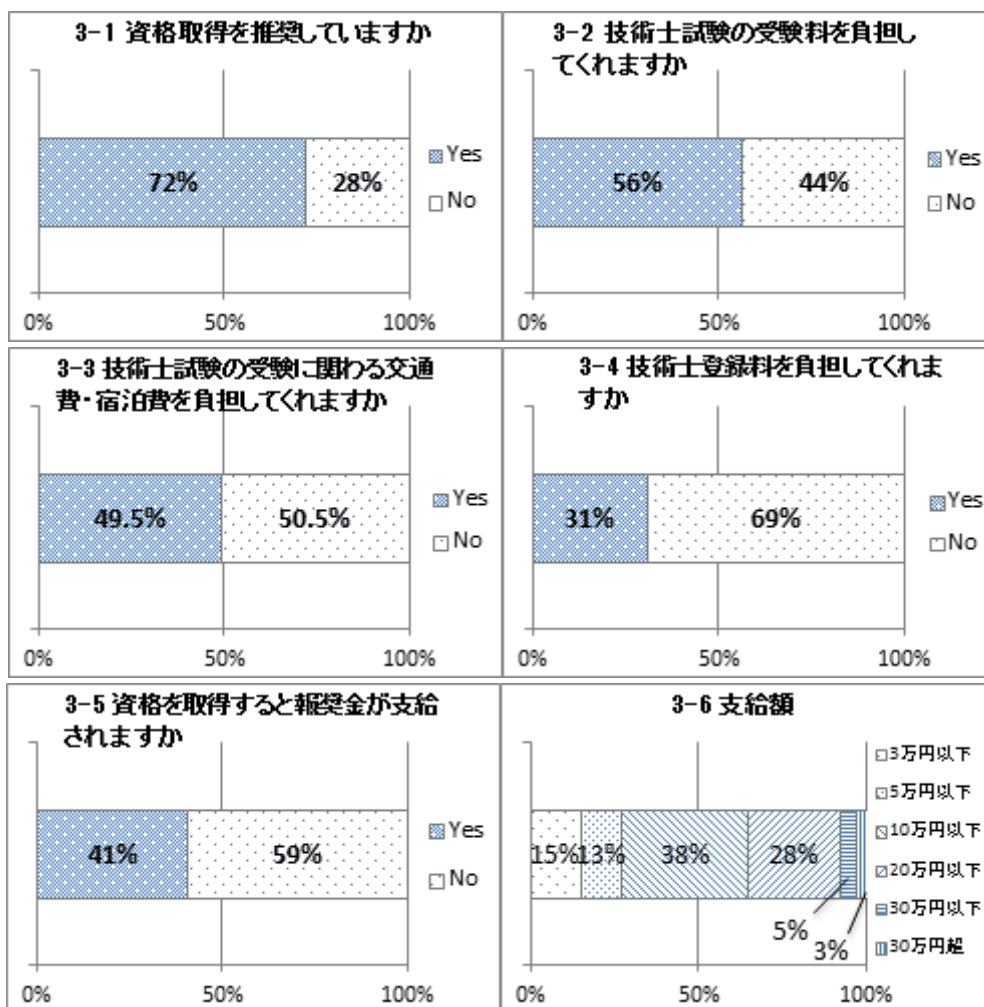 3-1 資格取得を推奨していますか
72%
28%
Yes
No
0%
50%
100%
3-2 技術士試験の受験料を負担し
てくれますか
56%
44%
Yes
No
0%
50%
100%
3-3 技術士試験の受験に関わる交通
費・宿泊費を負担してくれますか
49.5%
50.5%
Yes
No
0%
50%
100%
3-4 技術士登録料を負担してくれま
すか
31%
69%
Yes
No
0%
50%
100%
3-5 資格を取得すると報奨金が支給
されますか
41%
59%
Yes
No
0%
50%
100%
3-6 支給額
15%
13%
38%
28%
5%
3%
3万円以下
5万円以下
10万円以下
20万円以下
30万円以下
30万円超
0%
50%
100%